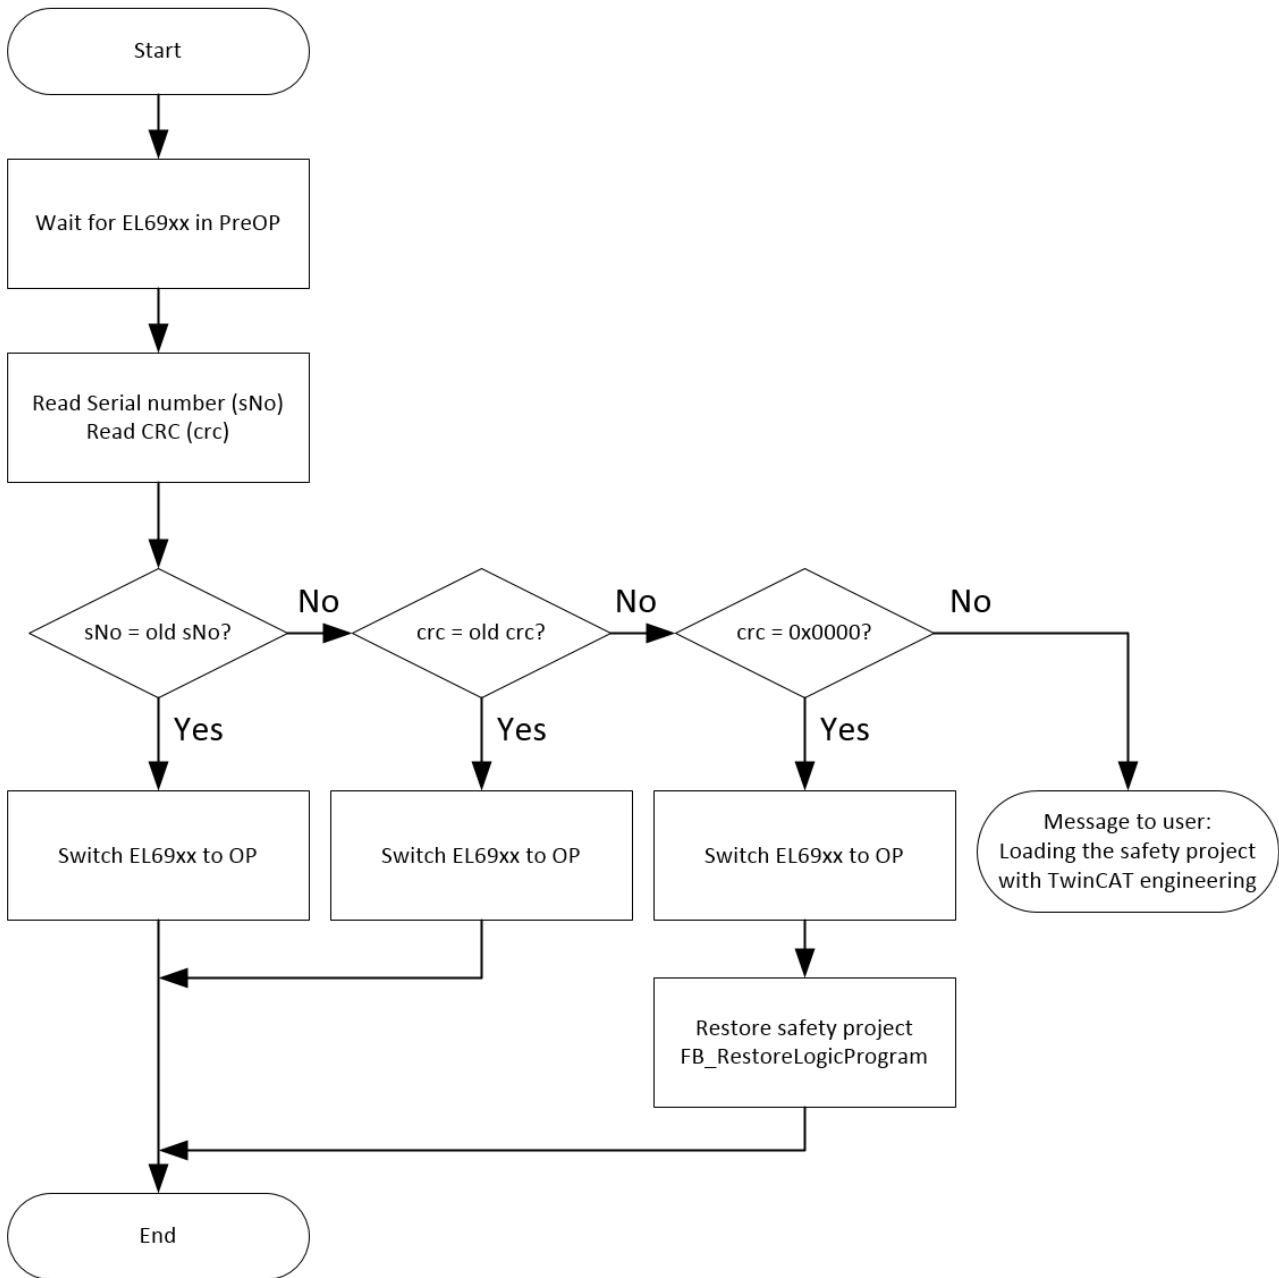 Start
Wait for EL69xx in PreOP
Read Serial number (sNo)
Read CRC (crc)
sNo = old sNo?
No
crc = old crc?
No
crc = 0x0000?
No
Yes
Yes
Yes
Switch EL69xx to OP
Switch EL69xx to OP
Switch EL69xx to OP
Message to user:
Loading the safety project
with TwinCAT engineering
Restore safety project
FB_RestoreLogicProgram
End